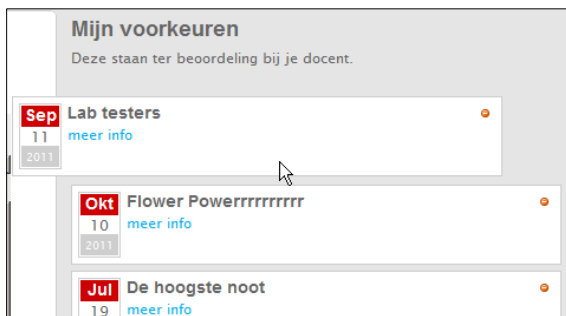 Mijn voorkeuren
Deze staan ter beoordeling bij je docent.
Sep
11
2011
Lab testers
meer info
Okt
10
2011
Flower Powerrrrrrrrrr
meer info
Jul
19
De hoogste noot
meer info